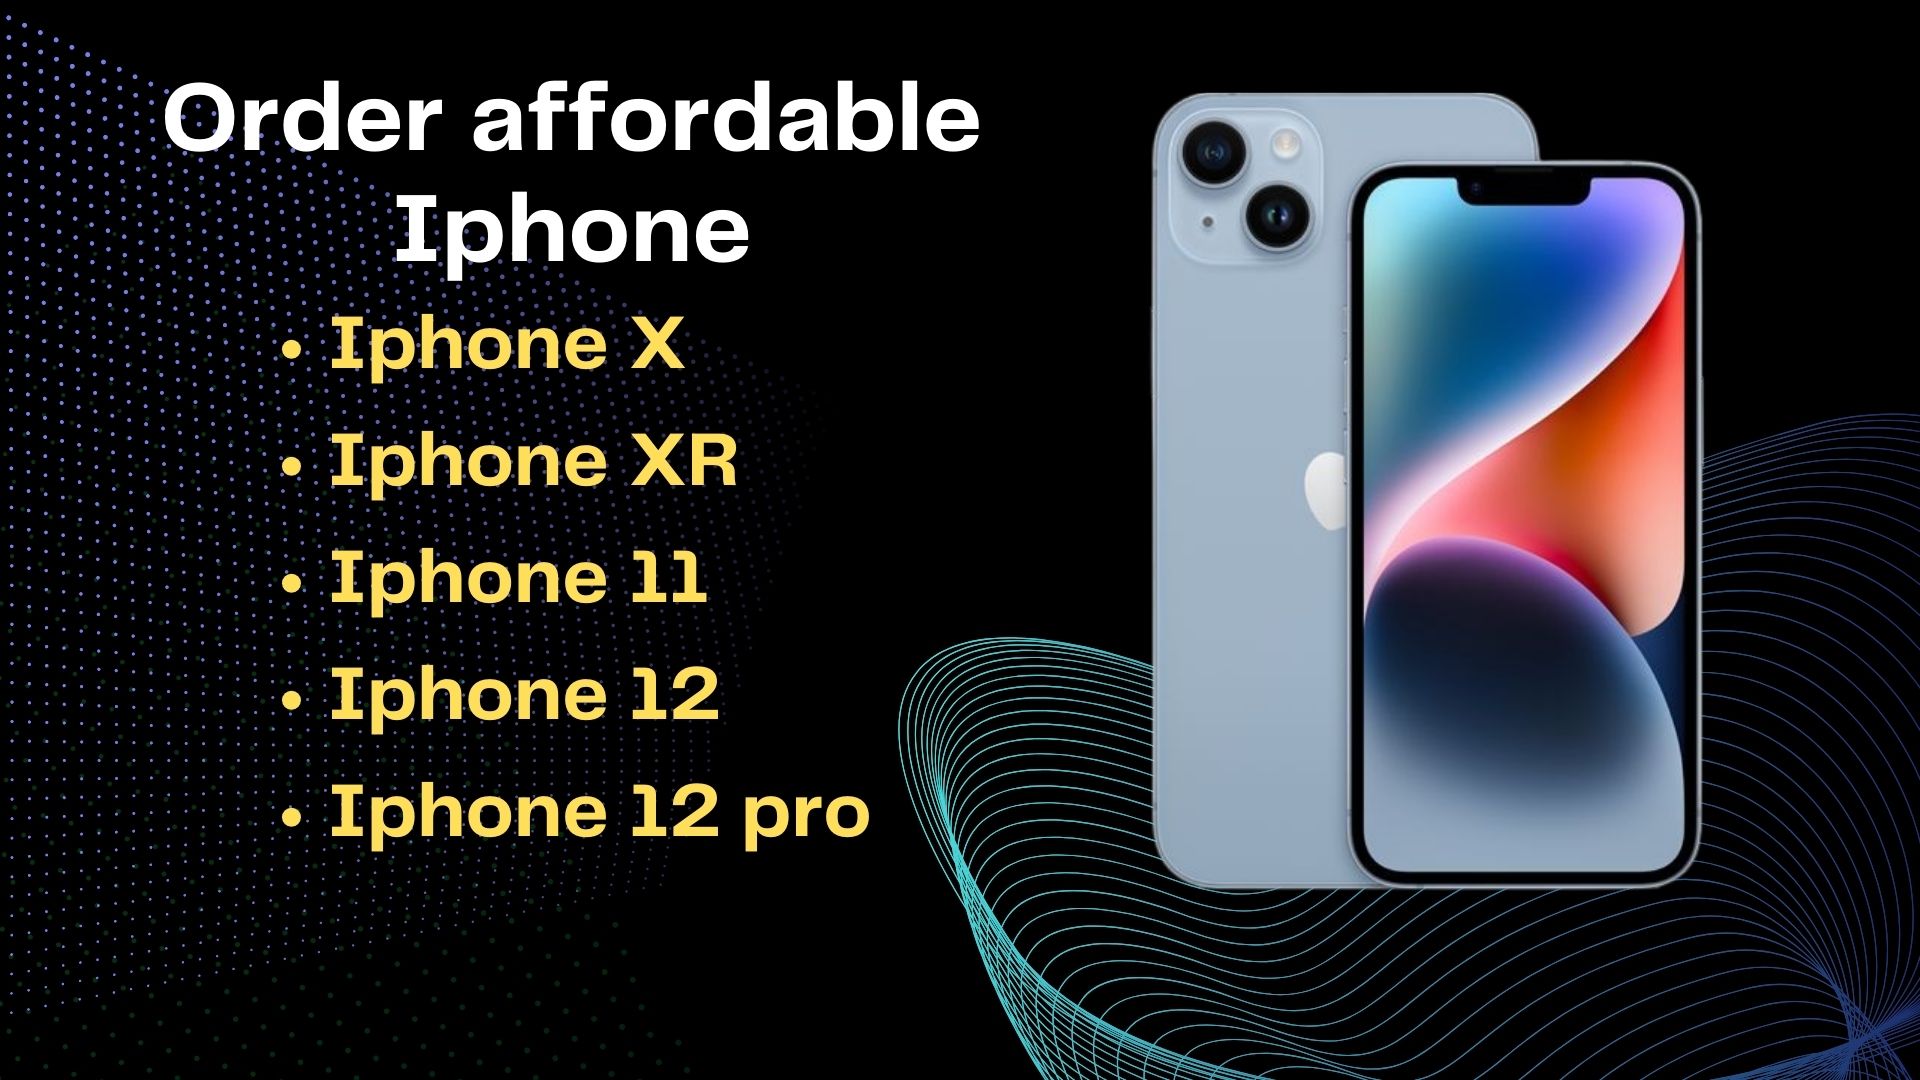 Order affordable
Iphone
• Iphone X
• Iphone XR
• Iphone 11
• Iphone 12
• Iphone 12 pro